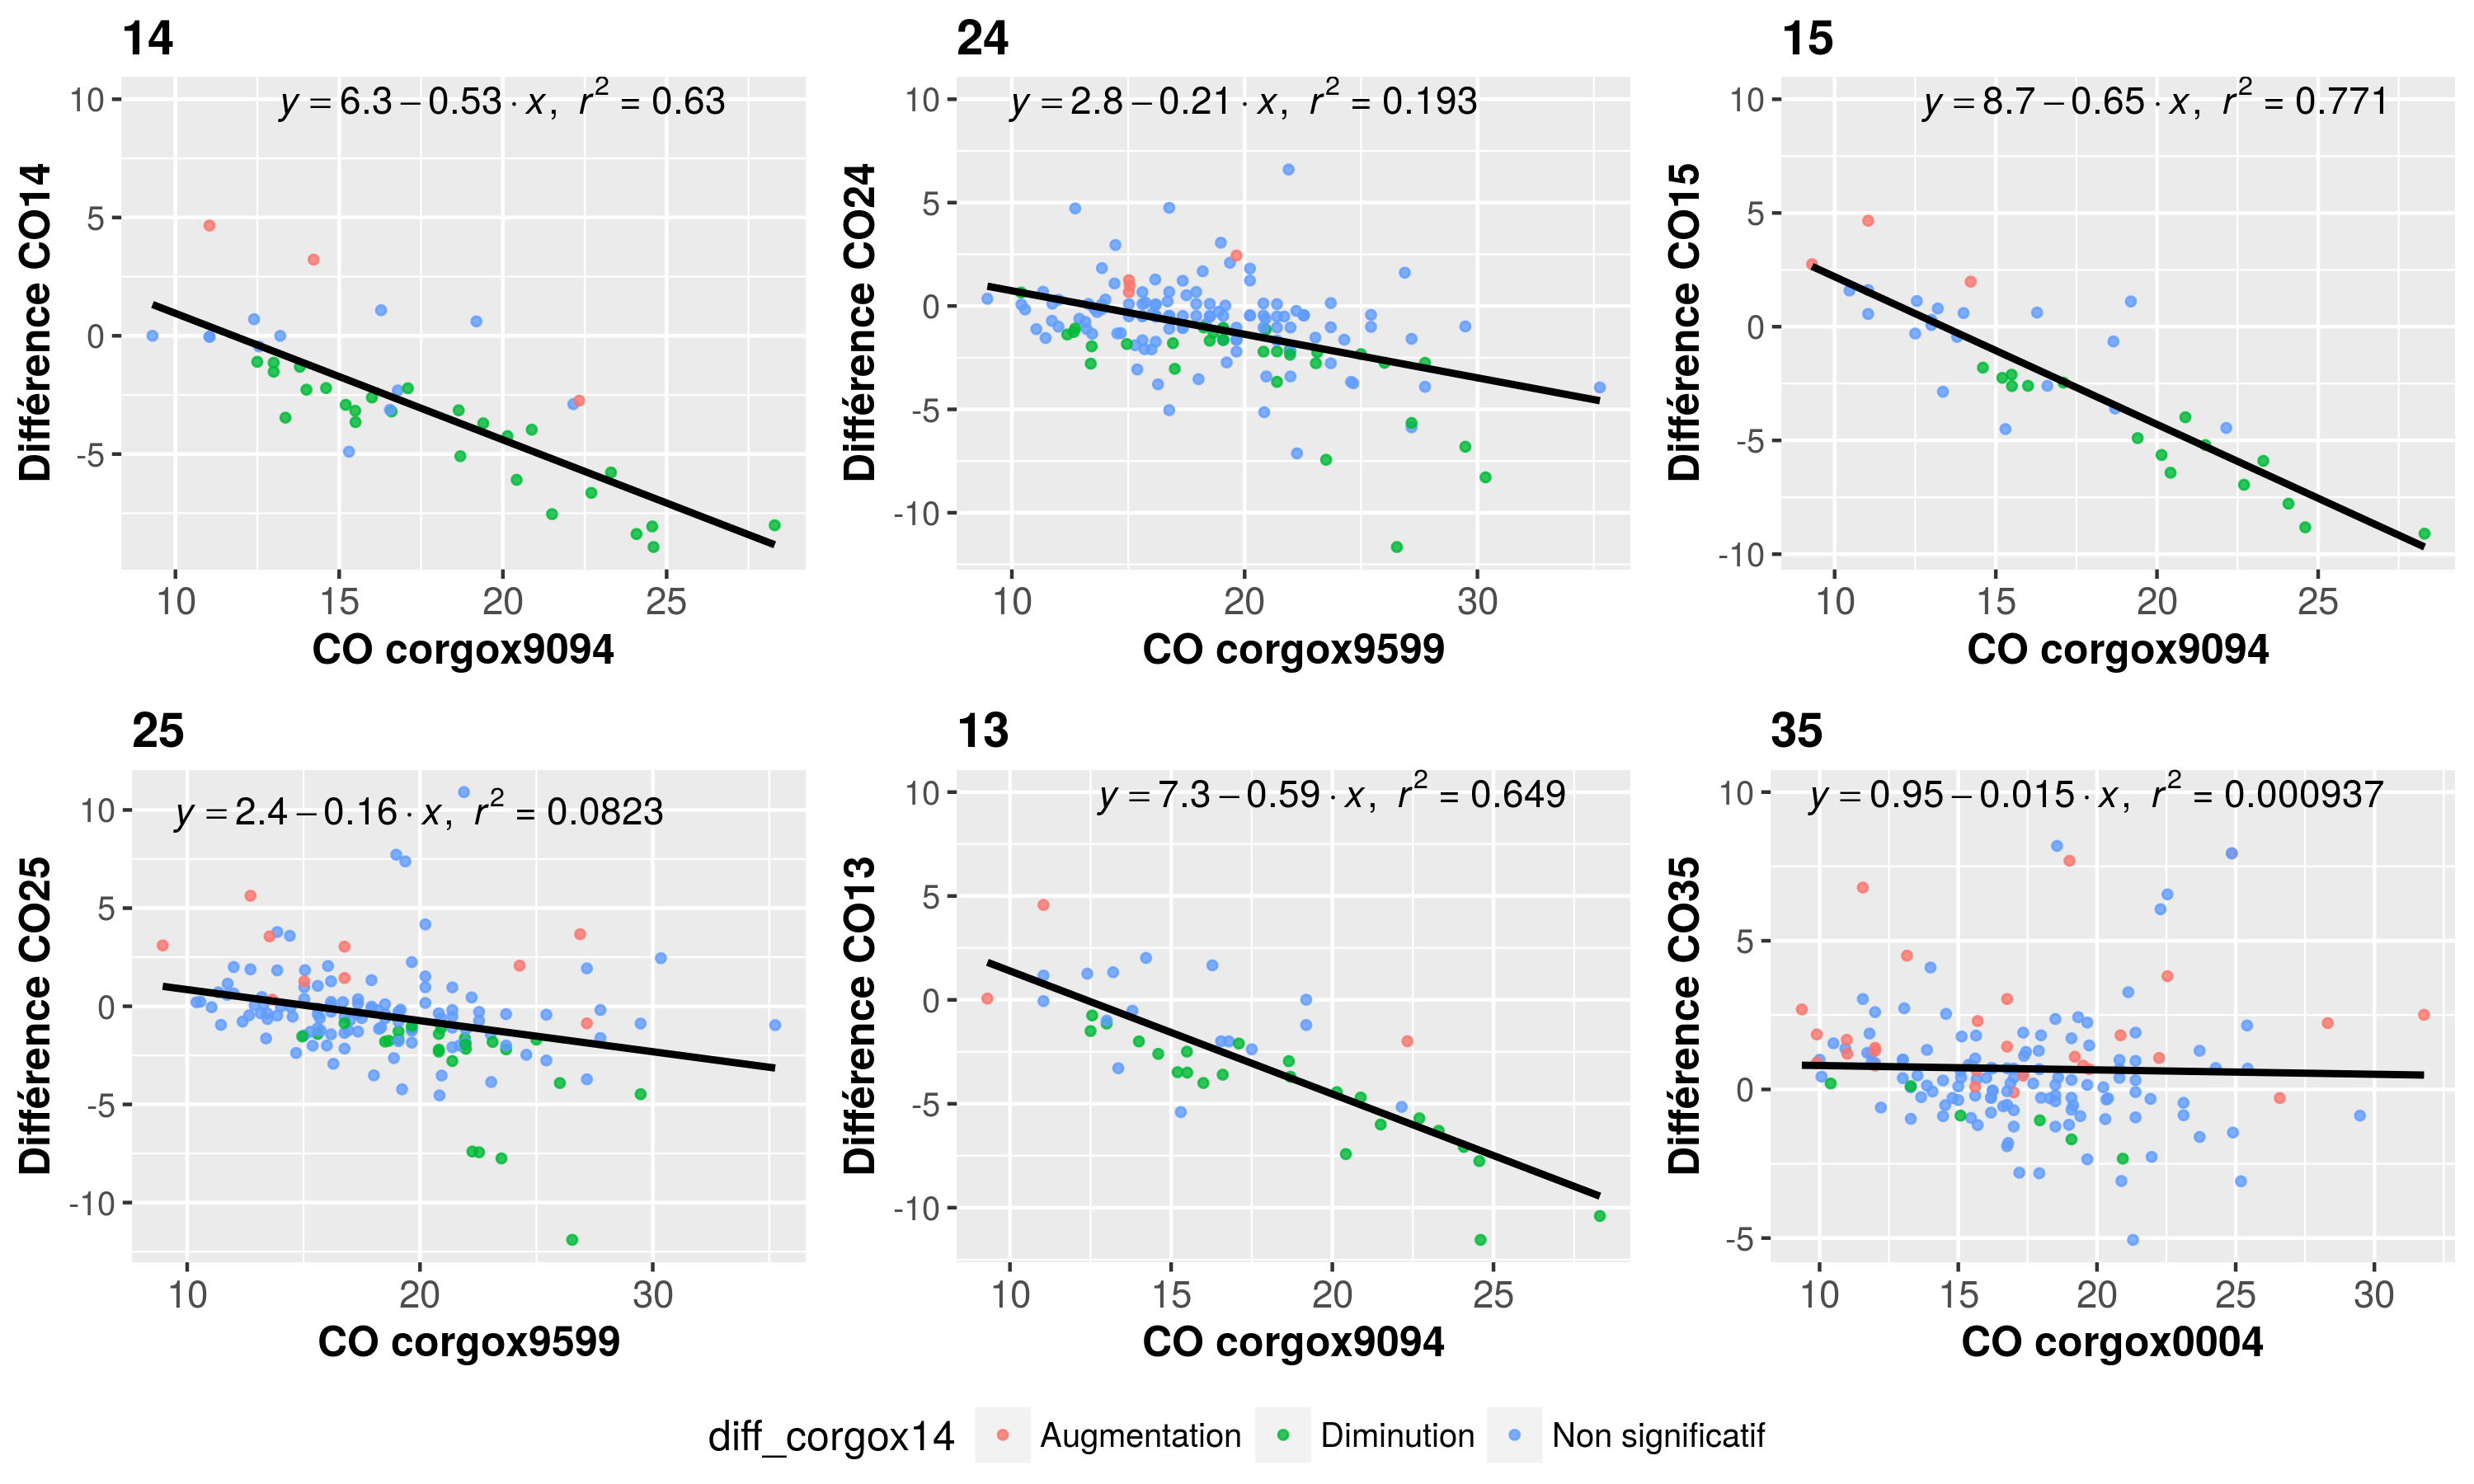 14
y = 6.3 − 0.53 · x, r² = 0.63
10
5
0
-5
Différence CO14
10 15 20 25
CO corgox9094
24
y = 2.8 − 0.21 · x, r² = 0.193
10
5
0
-5
-10
Différence CO24
10 20 30
CO corgox9599
15
y = 8.7 − 0.65 · x, r² = 0.771
10
5
0
-5
-10
Différence CO15
10 15 20 25
CO corgox9094
25
y = 2.4 − 0.16 · x, r² = 0.0823
10
5
0
-5
-10
Différence CO25
10 20 30
CO corgox9599
13
y = 7.3 − 0.59 · x, r² = 0.649
10
5
0
-5
-10
Différence CO13
10 15 20 25
CO corgox9094
35
y = 0.95 − 0.015 · x, r² = 0.000937
10
5
0
-5
Différence CO35
10 15 20 25 30
CO corgox0004
diff_corgox14 Augmentation Diminution Non significatif